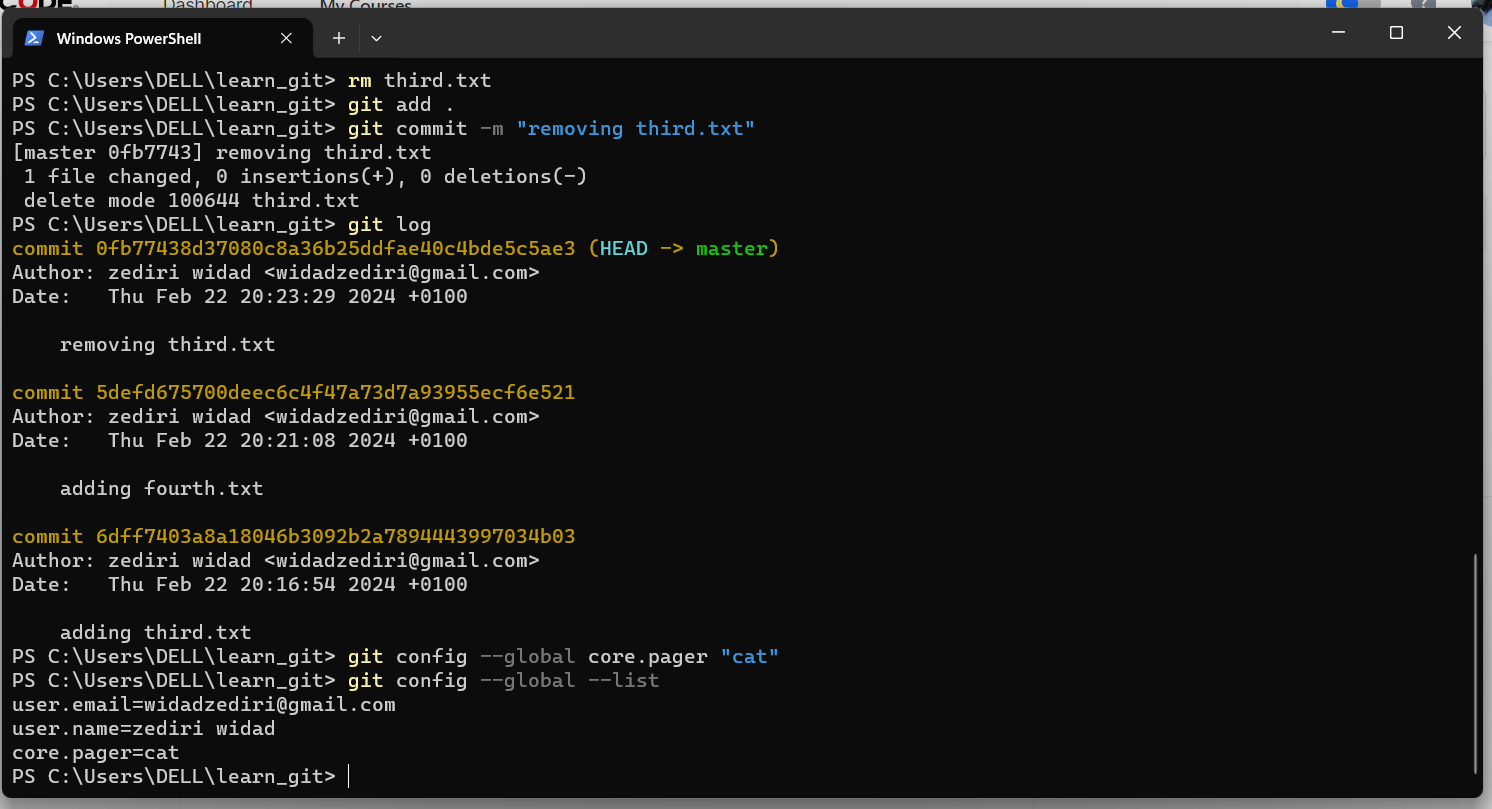 CODE.
Dashboard
My Courses
Windows PowerShell
PS C:\Users\DELL\learn_git> rm third.txt
PS C:\Users\DELL\learn_git> git add .
PS C:\Users\DELL\learn_git> git commit -m "removing third.txt"
[master 0fb7743] removing third.txt
 1 file changed, 0 insertions(+), 0 deletions(-)
 delete mode 100644 third.txt
PS C:\Users\DELL\learn_git> git log
commit 0fb77438d37080c8a36b25ddfae40c4bde5c5ae3 (HEAD -> master)
Author: zediri widad <widadzediri@gmail.com>
Date:   Thu Feb 22 20:23:29 2024 +0100
    removing third.txt
commit 5defd675700deec6c4f47a73d7a93955ecf6e521
Author: zediri widad <widadzediri@gmail.com>
Date:   Thu Feb 22 20:21:08 2024 +0100
    adding fourth.txt
commit 6dff7403a8a18046b3092b2a7894443997034b03
Author: zediri widad <widadzediri@gmail.com>
Date:   Thu Feb 22 20:16:54 2024 +0100
    adding third.txt
PS C:\Users\DELL\learn_git> git config --global core.pager "cat"
PS C:\Users\DELL\learn_git> git config --global --list
user.email=widadzediri@gmail.com
user.name=zediri widad
core.pager=cat
PS C:\Users\DELL\learn_git>